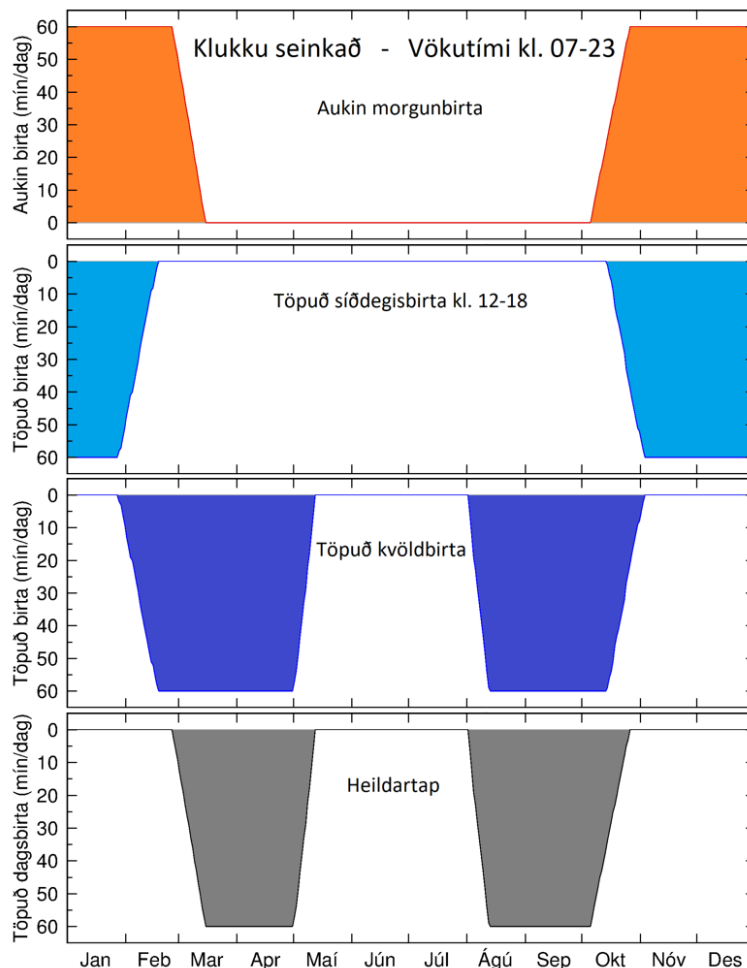 Klukku seinkað - Vökutími kl. 07-23
Aukin morgunbirta
Aukin birta (mín/dag)
60
50
40
30
20
10
0
Töpuð síðdegisbirta kl. 12-18
Töpuð birta (mín/dag)
0
10
20
30
40
50
60
Töpuð kvöldbirta
Töpuð birta (mín/dag)
0
10
20
30
40
50
60
Heildartap
Töpuð dagsbirta (mín/dag)
0
10
20
30
40
50
60
Jan Feb Mar Apr Maí Jún Júl Ágú Sep Okt Nóv Des